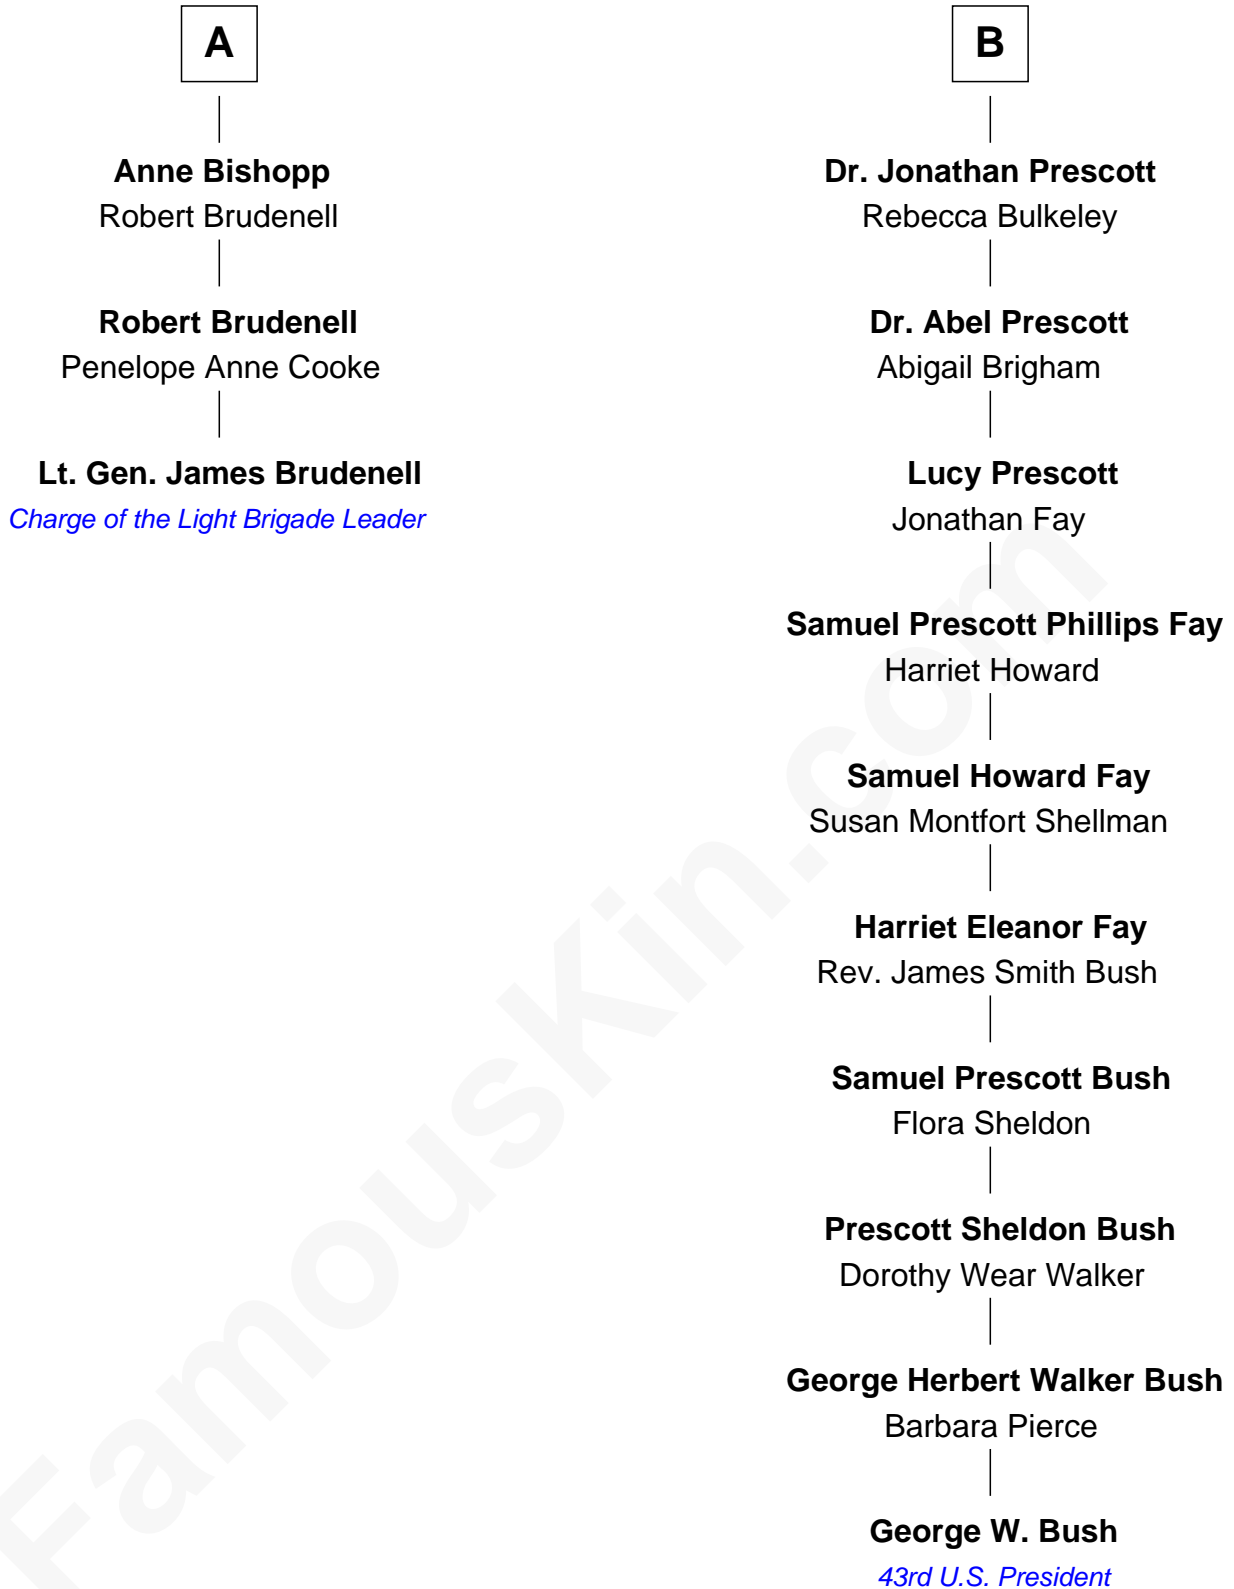 A
Anne Bishopp
Robert Brudenell
Robert Brudenell
Penelope Anne Cooke
Lt. Gen. James Brudenell
Charge of the Light Brigade Leader
B
Dr. Jonathan Prescott
Rebecca Bulkeley
Dr. Abel Prescott
Abigail Brigham
Lucy Prescott
Jonathan Fay
Samuel Prescott Phillips Fay
Harriet Howard
Samuel Howard Fay
Susan Montfort Shellman
Harriet Eleanor Fay
Rev. James Smith Bush
Samuel Prescott Bush
Flora Sheldon
Prescott Sheldon Bush
Dorothy Wear Walker
George Herbert Walker Bush
Barbara Pierce
George W. Bush
43rd U.S. President
FamousKin.com